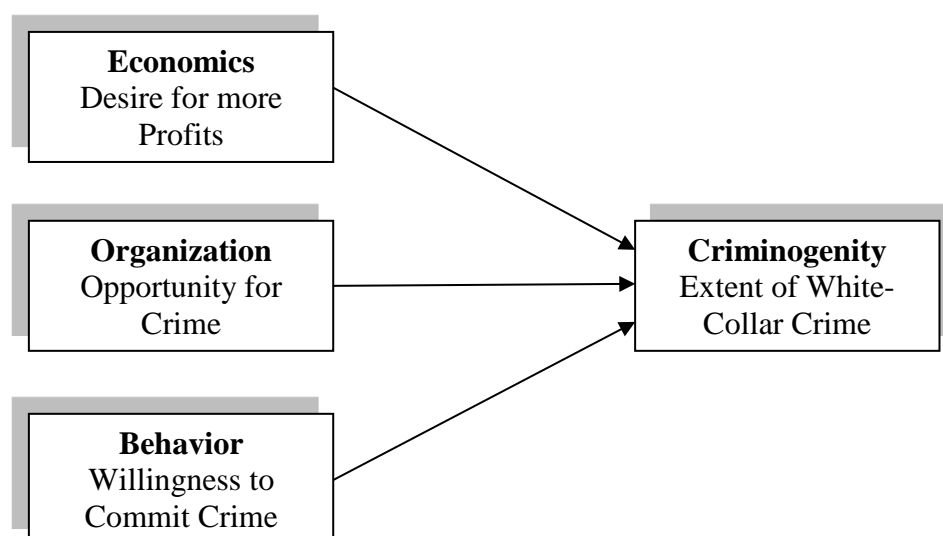 Economics
Desire for more
Profits
Organization
Opportunity for
Crime
Criminogenity
Extent of White-
Collar Crime
Behavior
Willingness to
Commit Crime